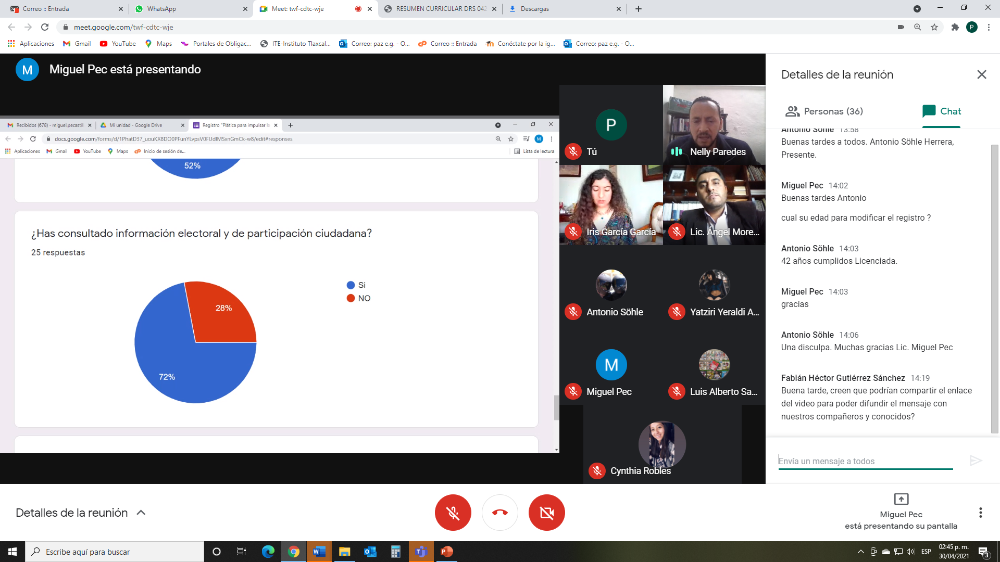 Correo :: Entrada
WhatsApp
Meet: twf-cdtc-wje
RESUMEN CURRICULAR DRS 042
Descargas
meet.google.com/twf-cdtc-wje
P
Aplicaciones
Gmail
YouTube
Maps
Portales de Obligac...
ITE-Instituto Tlaxcal...
Correo: paz e.g. - O...
Correo :: Entrada
Conéctate por la ig...
Correo: paz e.g. - O...
M
Miguel Pec está presentando
Recibidos (678) - miguel.pecastil
Mi unidad - Google Drive
Registro "Plática para impulsar la
docs.google.com/forms/d/1PhatD37_uouKX8DO0PFunYLvpsV0FUdIMSxnGmCk-w8/edit#responses
M
Aplicaciones
Gmail
YouTube
Maps
Inicio de sesión de...
Lista de lectura
52%
¿Has consultado información electoral y de participación ciudadana?
25 respuestas
Si
NO
28%
72%
P
Tú
Nelly Paredes
Iris García García
Lic. Ángel More...
Antonio Söhle
Yatziri Yeraldi A...
M
Miguel Pec
Luis Alberto Sa...
Cynthia Robles
Detalles de la reunión
Personas (36)
Chat
Antonio Söhle 13:58
Buenas tardes a todos. Antonio Söhle Herrera,
Presente.
Miguel Pec 14:02
Buenas tardes Antonio
cual su edad para modificar el registro ?
Antonio Söhle 14:03
42 años cumplidos Licenciada.
Miguel Pec 14:03
gracias
Antonio Söhle 14:06
Una disculpa. Muchas gracias Lic. Miguel Pec
Fabián Héctor Gutiérrez Sánchez 14:19
Buena tarde, creen que podrían compartir el enlace
del video para poder difundir el mensaje con
nuestros compañeros y conocidos?
Envía un mensaje a todos
Detalles de la reunión
Miguel Pec
está presentando su pantalla
Escribe aquí para buscar
ESP
02:45 p. m.
30/04/2021
3